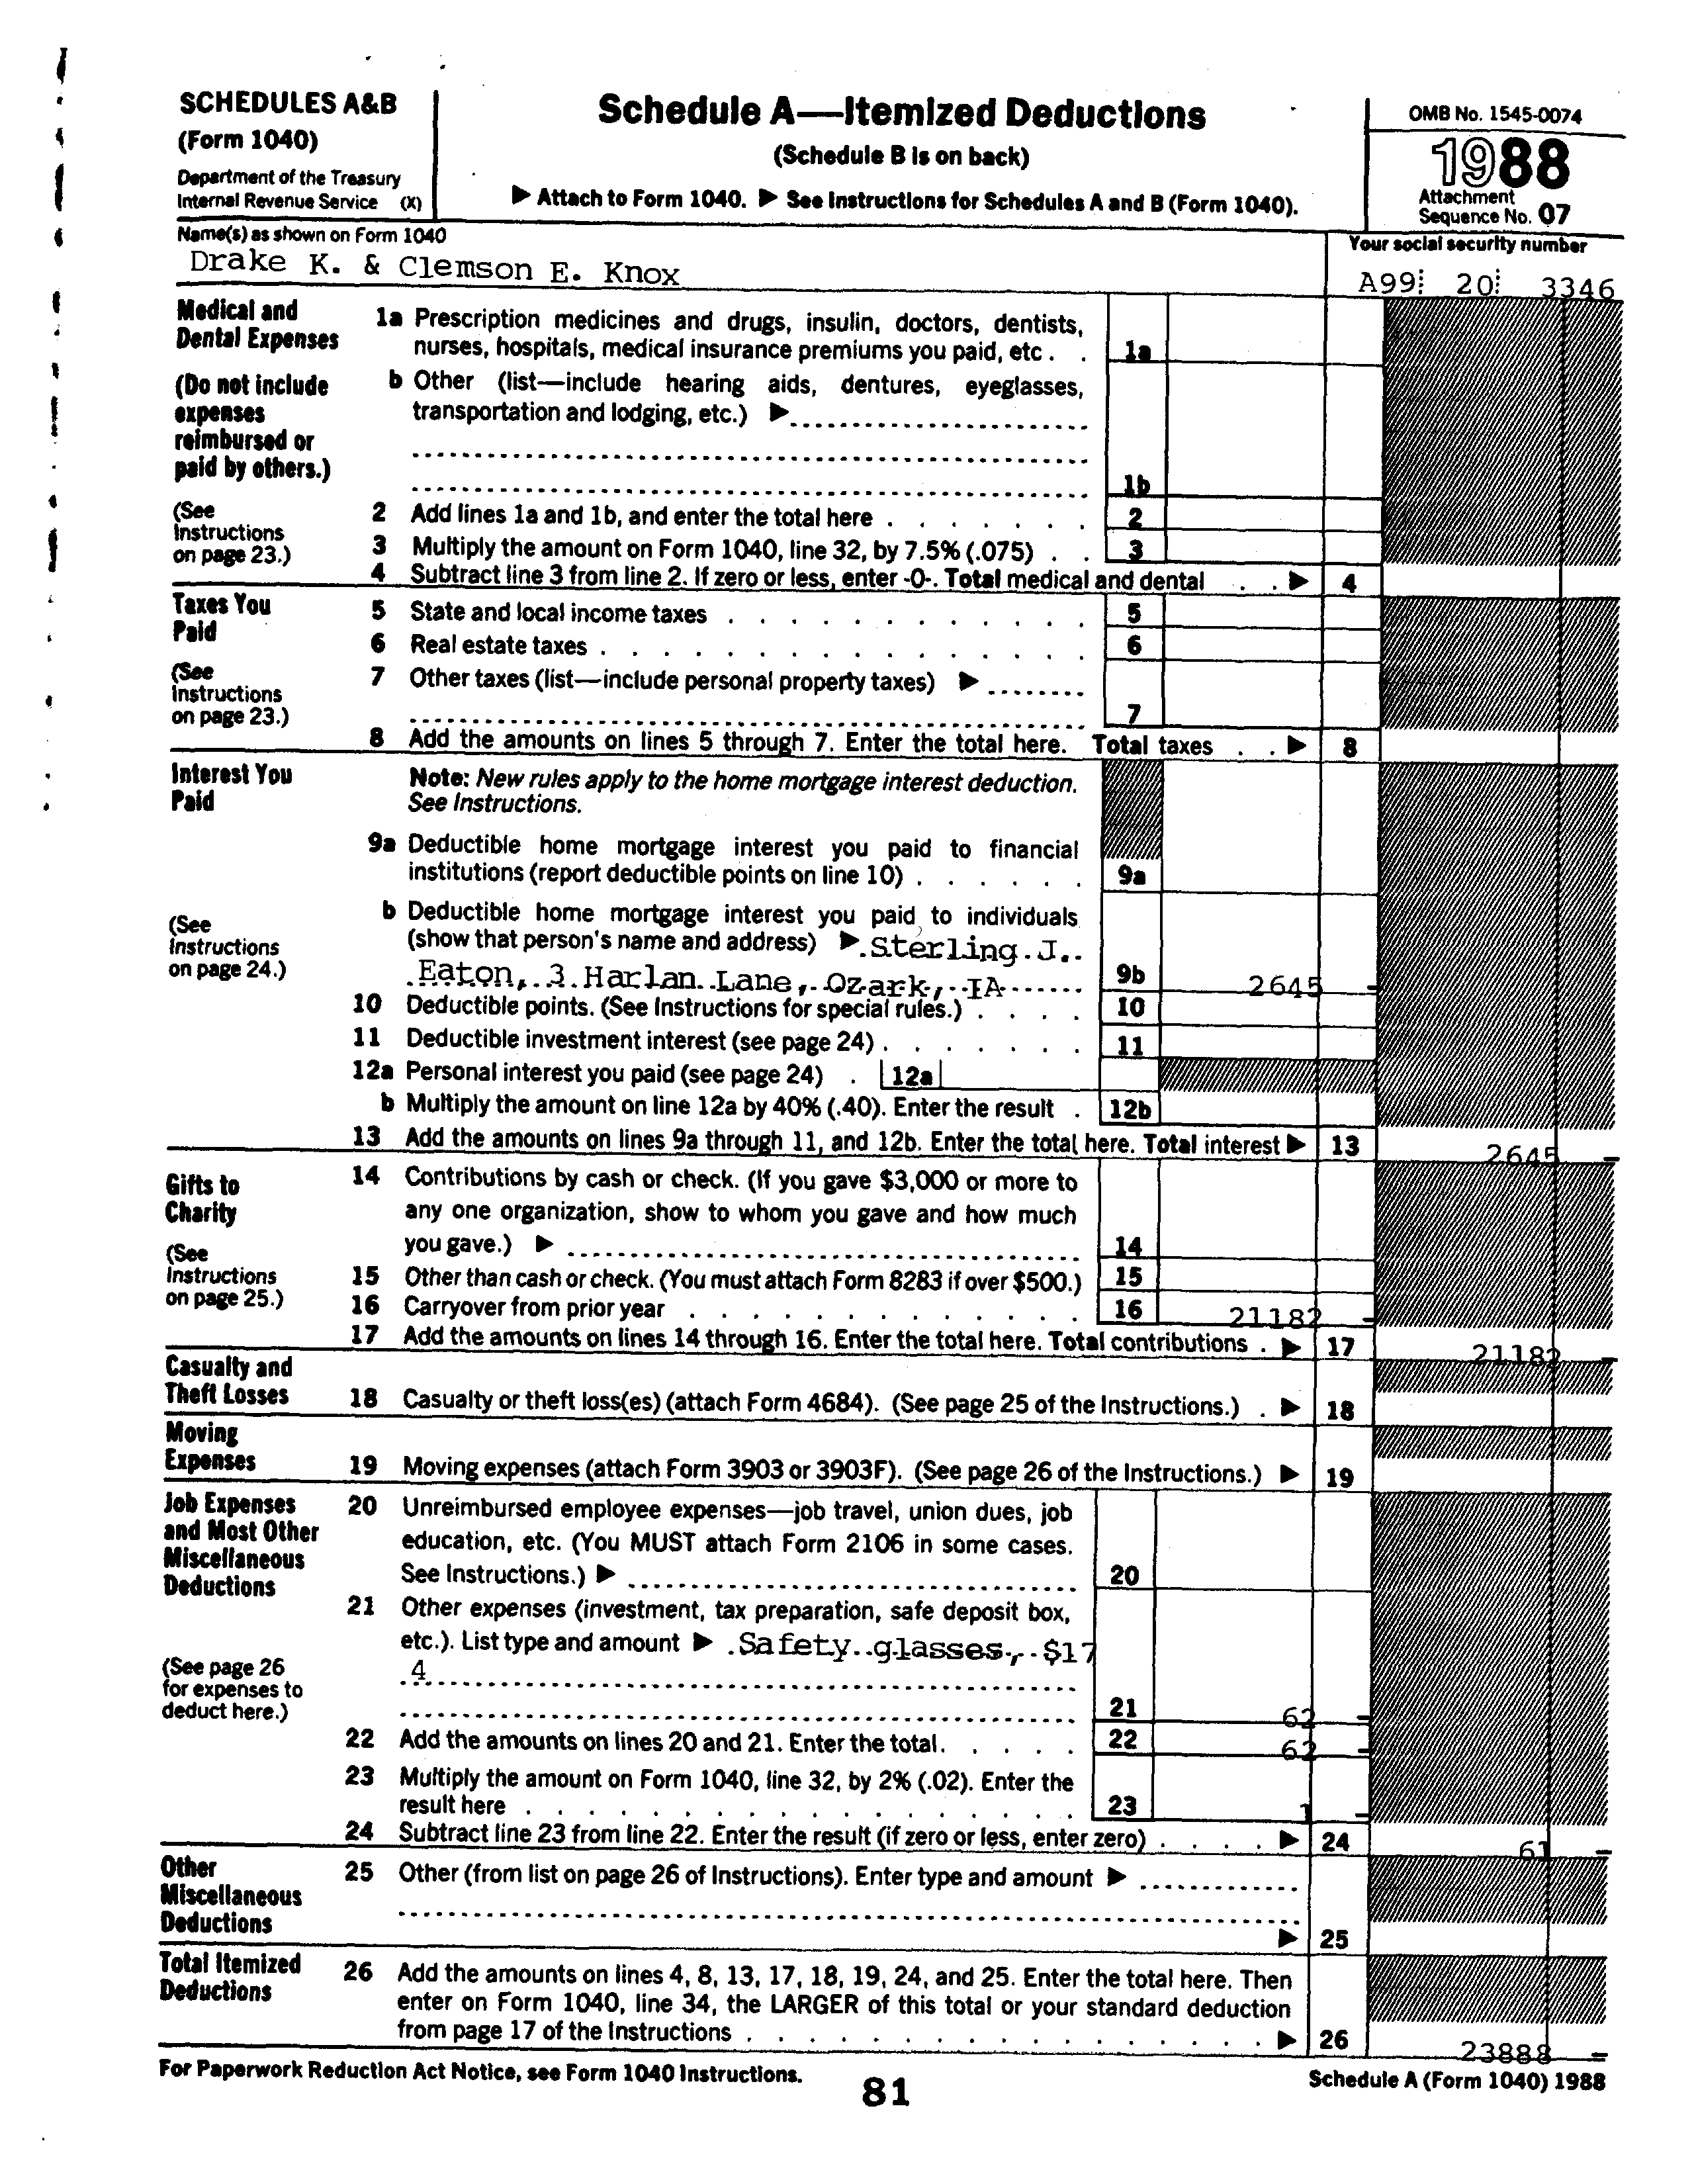 SCHEDULES A&B
(Form 1040)
Department of the Treasury
Internal Revenue Service (X)
Schedule A—Itemized Deductions
(Schedule B is on back)
▶ Attach to Form 1040. ▶ See Instructions for Schedules A and B (Form 1040).
OMB No. 1545-0074
1988
Attachment
Sequence No. 07
Name(s) as shown on Form 1040
Drake K. & Clemson E. Knox
Your social security number
A99 20 3346
Medical and
Dental Expenses
(Do not include
expenses
reimbursed or
paid by others.)
(See
Instructions
on page 23.)
1a Prescription medicines and drugs, insulin, doctors, dentists,
nurses, hospitals, medical insurance premiums you paid, etc . . 1a
b Other (list—include hearing aids, dentures, eyeglasses,
transportation and lodging, etc.) ▶
1b
2 Add lines 1a and 1b, and enter the total here . . . . . . . 2
3 Multiply the amount on Form 1040, line 32, by 7.5% (.075) . . 3
4 Subtract line 3 from line 2. If zero or less, enter -0-. Total medical and dental . . ▶ 4
Taxes You
Paid
(See
Instructions
on page 23.)
5 State and local income taxes . . . . . . . . . . . . 5
6 Real estate taxes . . . . . . . . . . . . . . . . 6
7 Other taxes (list—include personal property taxes) ▶
7
8 Add the amounts on lines 5 through 7. Enter the total here. Total taxes . . ▶ 8
Interest You
Paid
(See
Instructions
on page 24.)
Note: New rules apply to the home mortgage interest deduction.
See Instructions.
9a Deductible home mortgage interest you paid to financial
institutions (report deductible points on line 10) . . . . . . 9a
b Deductible home mortgage interest you paid to individuals
(show that person's name and address) ▶ Sterling J.
Eaton, 3 Harlan Lane, Ozark, IA 9b 2645 -
10 Deductible points. (See Instructions for special rules.) . . . . 10
11 Deductible investment interest (see page 24) . . . . . . . 11
12a Personal interest you paid (see page 24) . 12a
b Multiply the amount on line 12a by 40% (.40). Enter the result . 12b
13 Add the amounts on lines 9a through 11, and 12b. Enter the total here. Total interest ▶ 13 2645 -
Gifts to
Charity
(See
Instructions
on page 25.)
14 Contributions by cash or check. (If you gave $3,000 or more to
any one organization, show to whom you gave and how much
you gave.) ▶ 14
15 Other than cash or check. (You must attach Form 8283 if over $500.) 15
16 Carryover from prior year . . . . . . . . . . . . . 16 21182 -
17 Add the amounts on lines 14 through 16. Enter the total here. Total contributions . ▶ 17 21182 -
Casualty and
Theft Losses
18 Casualty or theft loss(es) (attach Form 4684). (See page 25 of the Instructions.) . ▶ 18
Moving
Expenses
19 Moving expenses (attach Form 3903 or 3903F). (See page 26 of the Instructions.) ▶ 19
Job Expenses
and Most Other
Miscellaneous
Deductions
(See page 26
for expenses to
deduct here.)
20 Unreimbursed employee expenses—job travel, union dues, job
education, etc. (You MUST attach Form 2106 in some cases.
See Instructions.) ▶ 20
21 Other expenses (investment, tax preparation, safe deposit box,
etc.). List type and amount ▶ Safety glasses, $17
4
21 62 -
22 Add the amounts on lines 20 and 21. Enter the total . . . . . 22 62 -
23 Multiply the amount on Form 1040, line 32, by 2% (.02). Enter the
result here . . . . . . . . . . . . . . . . . . 23 1 -
24 Subtract line 23 from line 22. Enter the result (if zero or less, enter zero) . . . . ▶ 24 61 -
Other
Miscellaneous
Deductions
25 Other (from list on page 26 of Instructions). Enter type and amount ▶
▶ 25
Total Itemized
Deductions
26 Add the amounts on lines 4, 8, 13, 17, 18, 19, 24, and 25. Enter the total here. Then
enter on Form 1040, line 34, the LARGER of this total or your standard deduction
from page 17 of the Instructions . . . . . . . . . . . . . . . . . ▶ 26 23888 -
For Paperwork Reduction Act Notice, see Form 1040 Instructions.
81
Schedule A (Form 1040) 1988